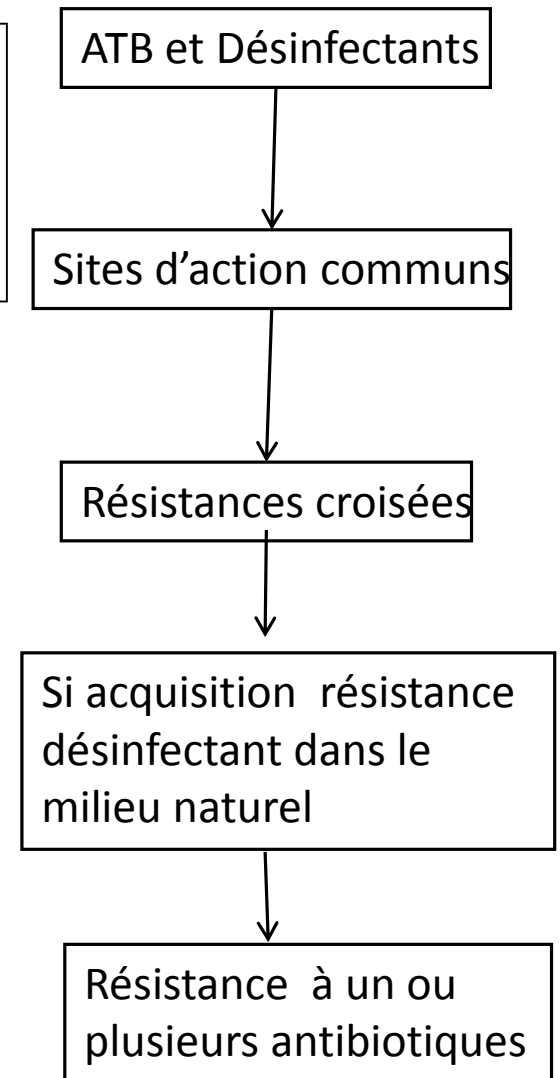 ATB et Désinfectants
Sites d’action communs
Résistances croisées
Si acquisition résistance
désinfectant dans le
milieu naturel
Résistance à un ou
plusieurs antibiotiques